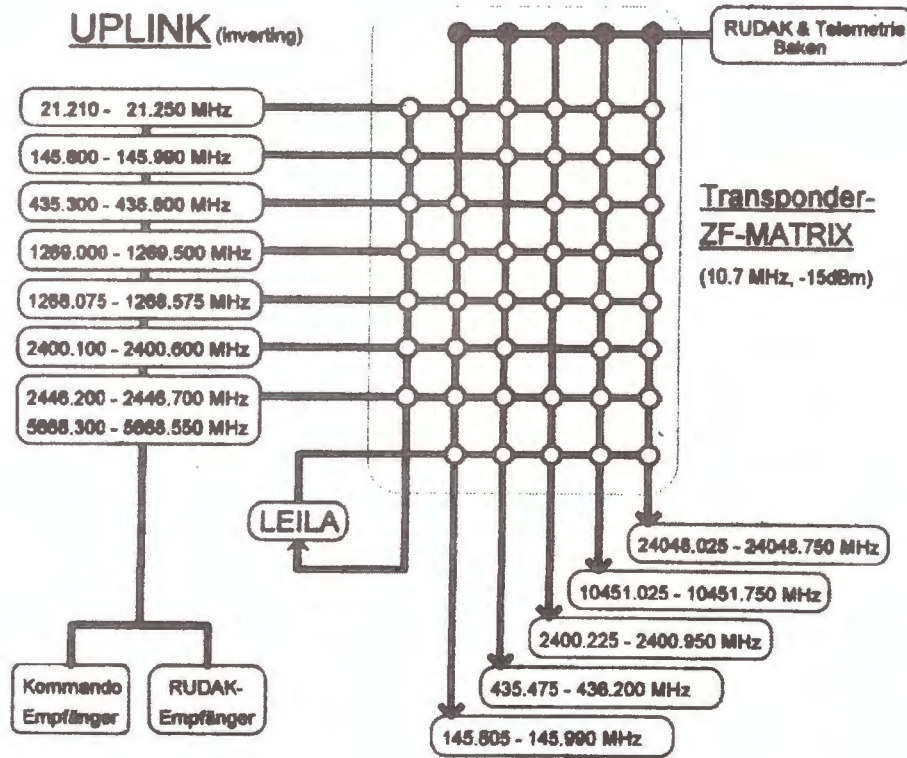 UPLINK (inverting)
RUDAK & Telemetrie
Baken
21.210 - 21.250 MHz
145.800 - 145.990 MHz
435.300 - 435.800 MHz
1269.000 - 1269.500 MHz
1268.075 - 1268.575 MHz
2400.100 - 2400.600 MHz
2446.200 - 2446.700 MHz
5668.300 - 5668.550 MHz
Transponder-
ZF-MATRIX
(10.7 MHz, -15dBm)
LEILA
24048.025 - 24048.750 MHz
10451.025 - 10451.750 MHz
2400.225 - 2400.950 MHz
435.475 - 436.200 MHz
145.805 - 145.990 MHz
Kommando
Empfänger
RUDAK-
Empfänger